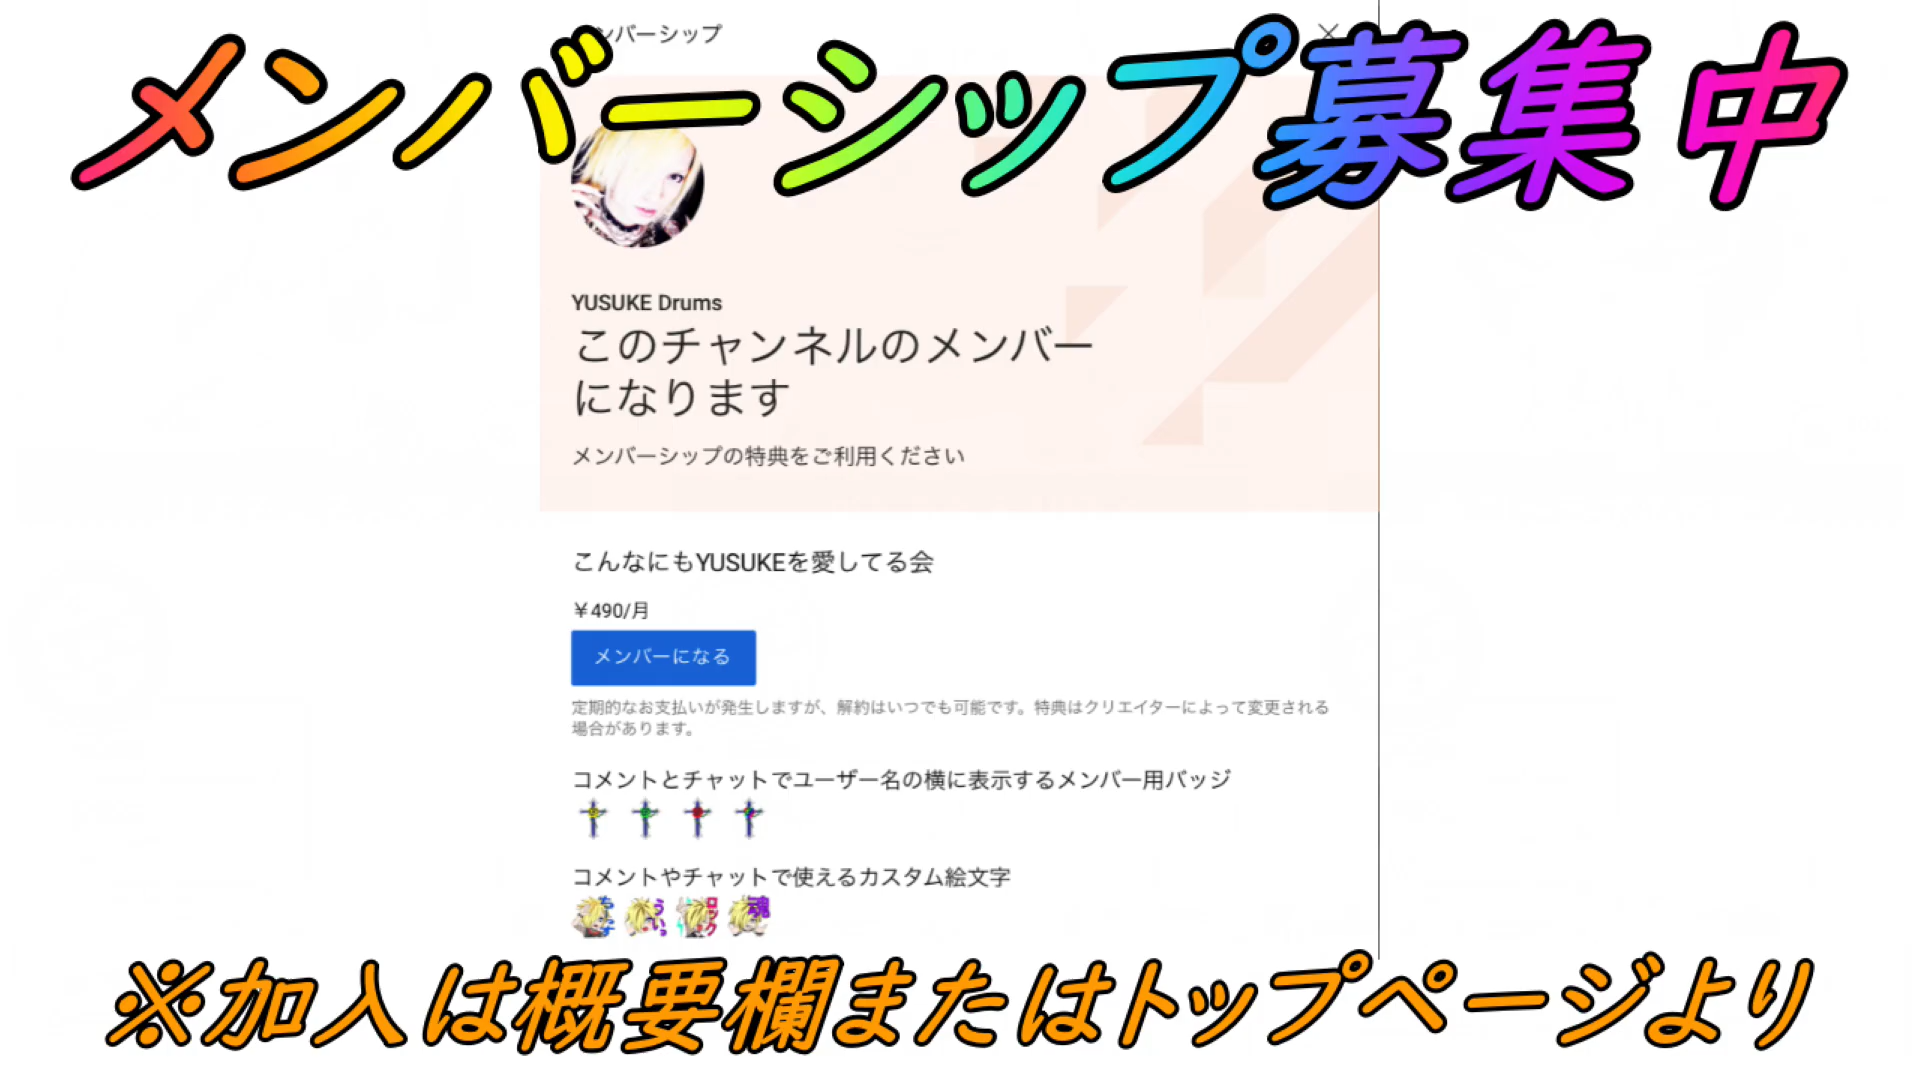 メンバーシップ
メンバーシップ募集中
YUSUKE Drums
このチャンネルのメンバー
になります
メンバーシップの特典をご利用ください
こんなにもYUSUKEを愛してる会
￥490/月
メンバーになる
定期的なお支払いが発生しますが、解約はいつでも可能です。特典はクリエイターによって変更される
場合があります。
コメントとチャットでユーザー名の横に表示するメンバー用バッジ
コメントやチャットで使えるカスタム絵文字
うぃっ ロック 魂
※加入は概要欄またはトップページより